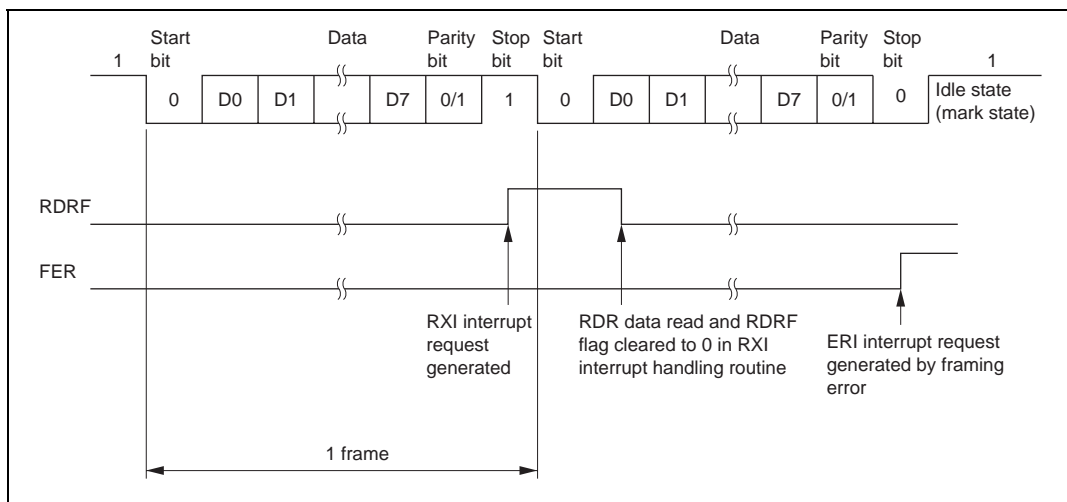 Start bit
Data
Parity bit
Stop bit
Start bit
Data
Parity bit
Stop bit
1
1
0
D0
D1
D7
0/1
1
0
D0
D1
D7
0/1
0
Idle state
(mark state)
RDRF
FER
RXI interrupt
request
generated
RDR data read and RDRF
flag cleared to 0 in RXI
interrupt handling routine
ERI interrupt request
generated by framing
error
1 frame